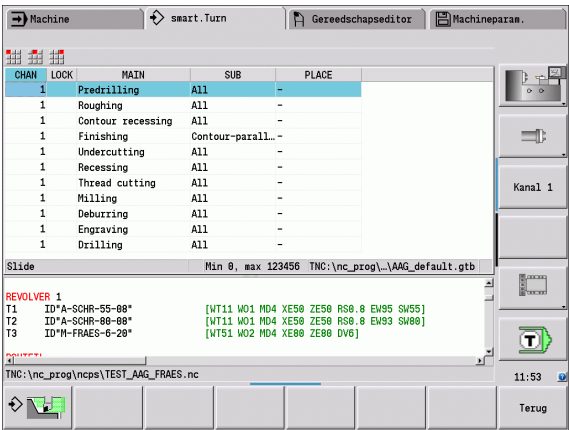 Machine
smart.Turn
Gereedschapseditor
Machineparam.
CHAN LOCK MAIN SUB PLACE
1 Predrilling All -
1 Roughing All -
1 Contour recessing All -
1 Finishing Contour-parall… -
1 Undercutting All -
1 Recessing All -
1 Thread cutting All -
1 Milling All -
1 Deburring All -
1 Engraving All -
1 Drilling All -
Slide Min 0, max 123456 TNC:\nc_prog\…\AAG_default.gtb
Kanal 1
REVOLVER 1
T1 ID"A-SCHR-55-08" [WT11 WO1 MD4 XE50 ZE50 RS0.8 EW95 SW55]
T2 ID"A-SCHR-80-08" [WT11 WO1 MD4 XE50 ZE50 RS0.8 EW93 SW80]
T3 ID"M-FRAES-6-20" [WT51 WO2 MD4 XE80 ZE80 DV6]
T
TNC:\nc_prog\ncps\TEST_AAG_FRAES.nc
11:53
Terug